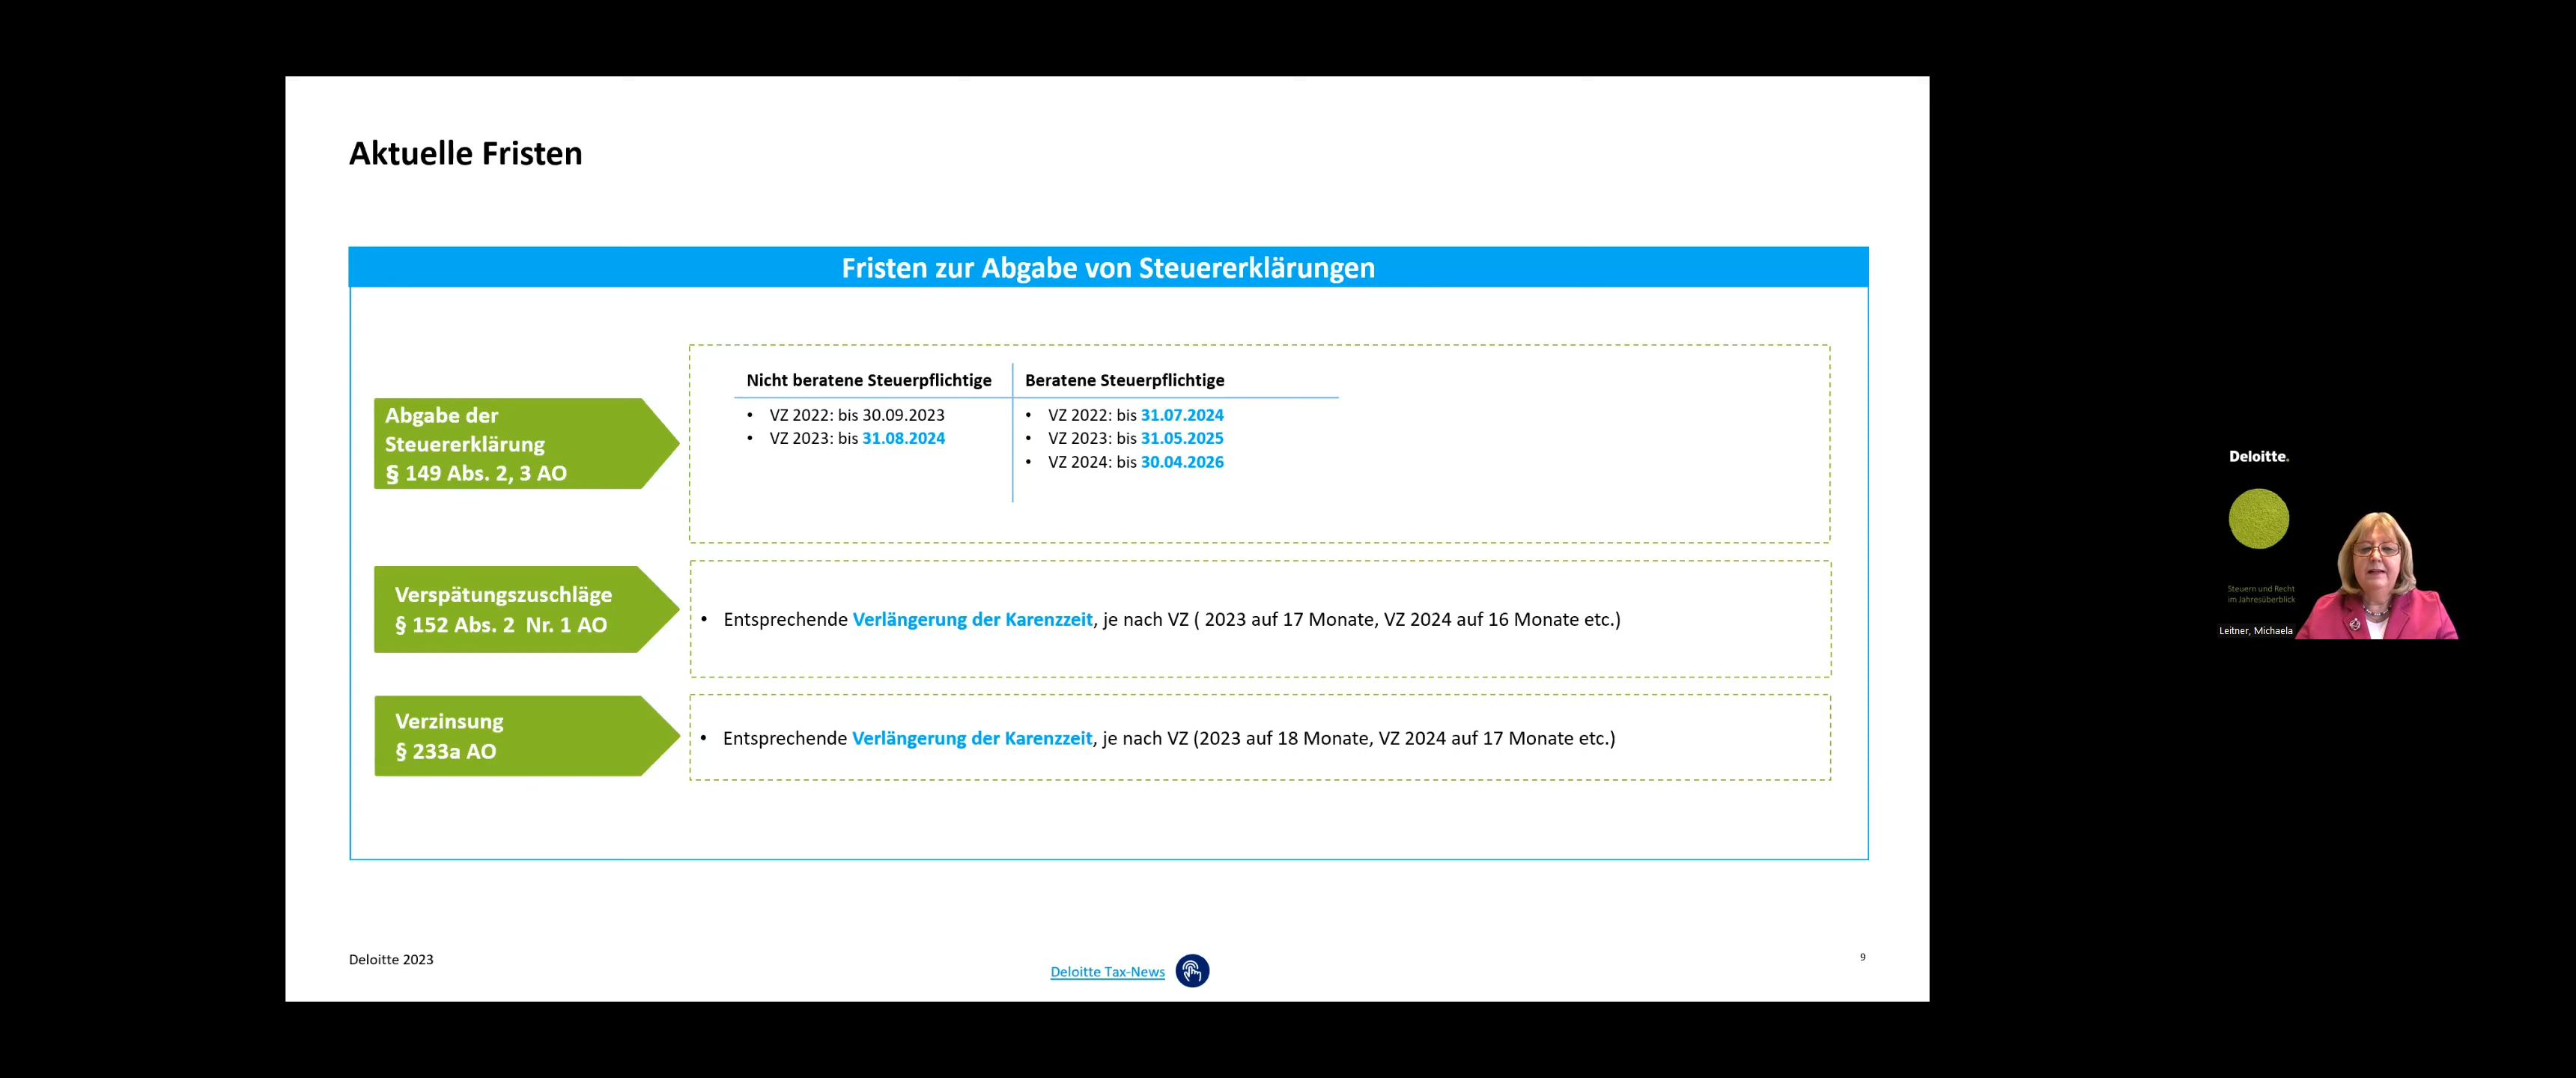 Aktuelle Fristen
Fristen zur Abgabe von Steuererklärungen
Abgabe der
Steuererklärung
§ 149 Abs. 2, 3 AO
Nicht beratene Steuerpflichtige
• VZ 2022: bis 30.09.2023
• VZ 2023: bis 31.08.2024
Beratene Steuerpflichtige
• VZ 2022: bis 31.07.2024
• VZ 2023: bis 31.05.2025
• VZ 2024: bis 30.04.2026
Verspätungszuschläge
§ 152 Abs. 2 Nr. 1 AO
• Entsprechende Verlängerung der Karenzzeit, je nach VZ ( 2023 auf 17 Monate, VZ 2024 auf 16 Monate etc.)
Verzinsung
§ 233a AO
• Entsprechende Verlängerung der Karenzzeit, je nach VZ (2023 auf 18 Monate, VZ 2024 auf 17 Monate etc.)
Deloitte 2023
Deloitte Tax-News
9
Deloitte.
Steuern und Recht
im Jahresüberblick
Leitner, Michaela